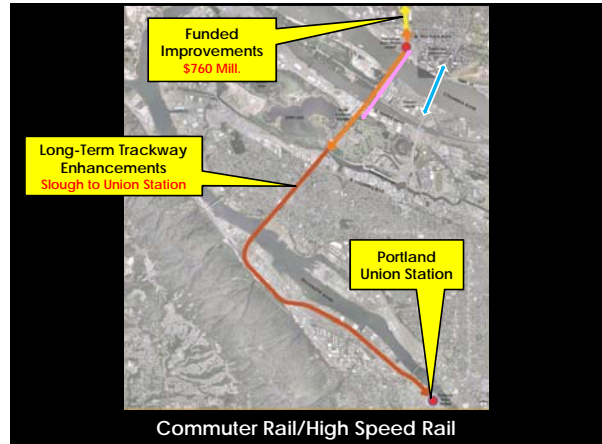 Funded
Improvements
$760 Mill.
Long-Term Trackway
Enhancements
Slough to Union Station
Portland
Union Station
Commuter Rail/High Speed Rail